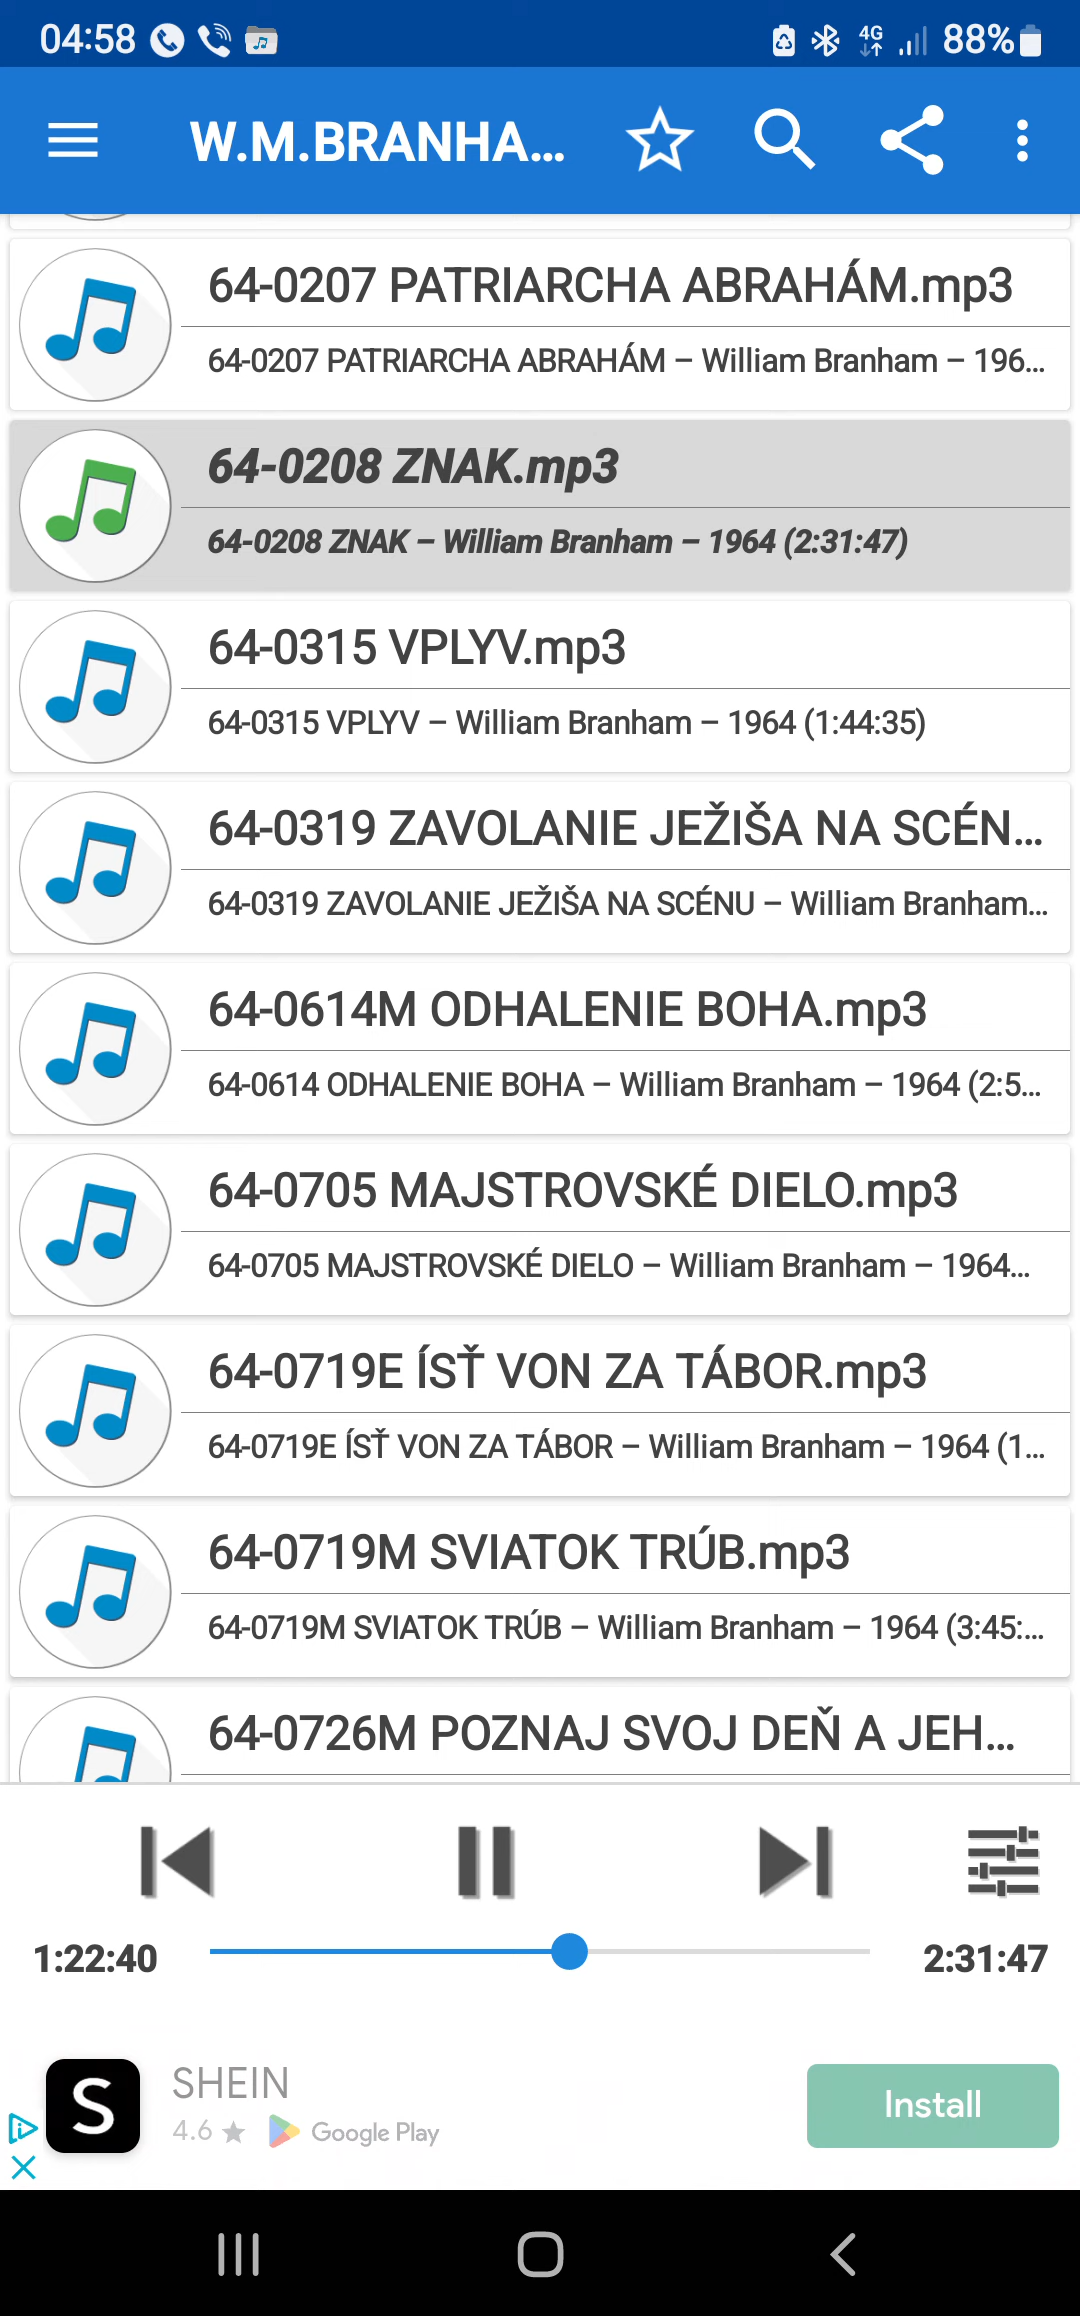 04:58 4G 88%
W.M.BRANHA...
64-0207 PATRIARCHA ABRAHÁM.mp3
64-0207 PATRIARCHA ABRAHÁM – William Branham – 196...
64-0208 ZNAK.mp3
64-0208 ZNAK – William Branham – 1964 (2:31:47)
64-0315 VPLYV.mp3
64-0315 VPLYV – William Branham – 1964 (1:44:35)
64-0319 ZAVOLANIE JEŽIŠA NA SCÉN...
64-0319 ZAVOLANIE JEŽIŠA NA SCÉNU – William Branham...
64-0614M ODHALENIE BOHA.mp3
64-0614 ODHALENIE BOHA – William Branham – 1964 (2:5...
64-0705 MAJSTROVSKÉ DIELO.mp3
64-0705 MAJSTROVSKÉ DIELO – William Branham – 1964...
64-0719E ÍSŤ VON ZA TÁBOR.mp3
64-0719E ÍSŤ VON ZA TÁBOR – William Branham – 1964 (1...
64-0719M SVIATOK TRÚB.mp3
64-0719M SVIATOK TRÚB – William Branham – 1964 (3:45:...
64-0726M POZNAJ SVOJ DEŇ A JEH...
1:22:40 2:31:47
S SHEIN
4.6 Google Play
Install